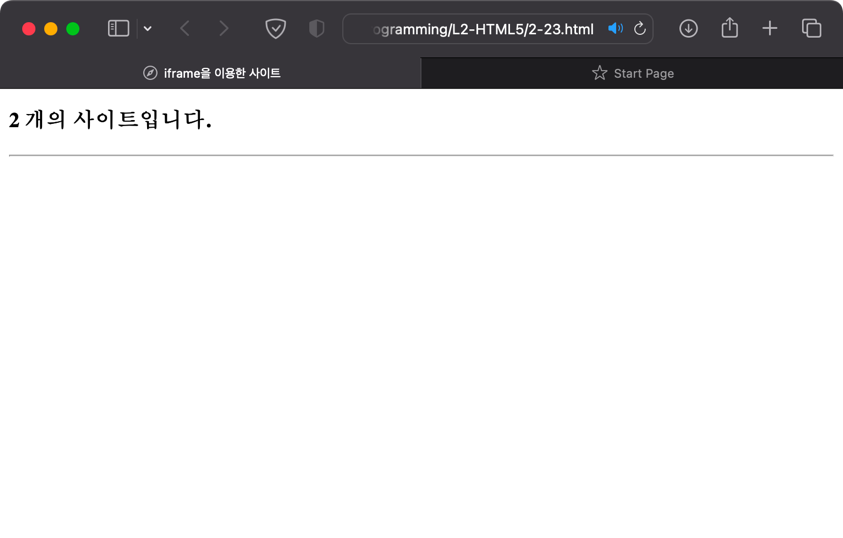 ogramming/L2-HTML5/2-23.html
iframe을 이용한 사이트
Start Page
2 개의 사이트입니다.